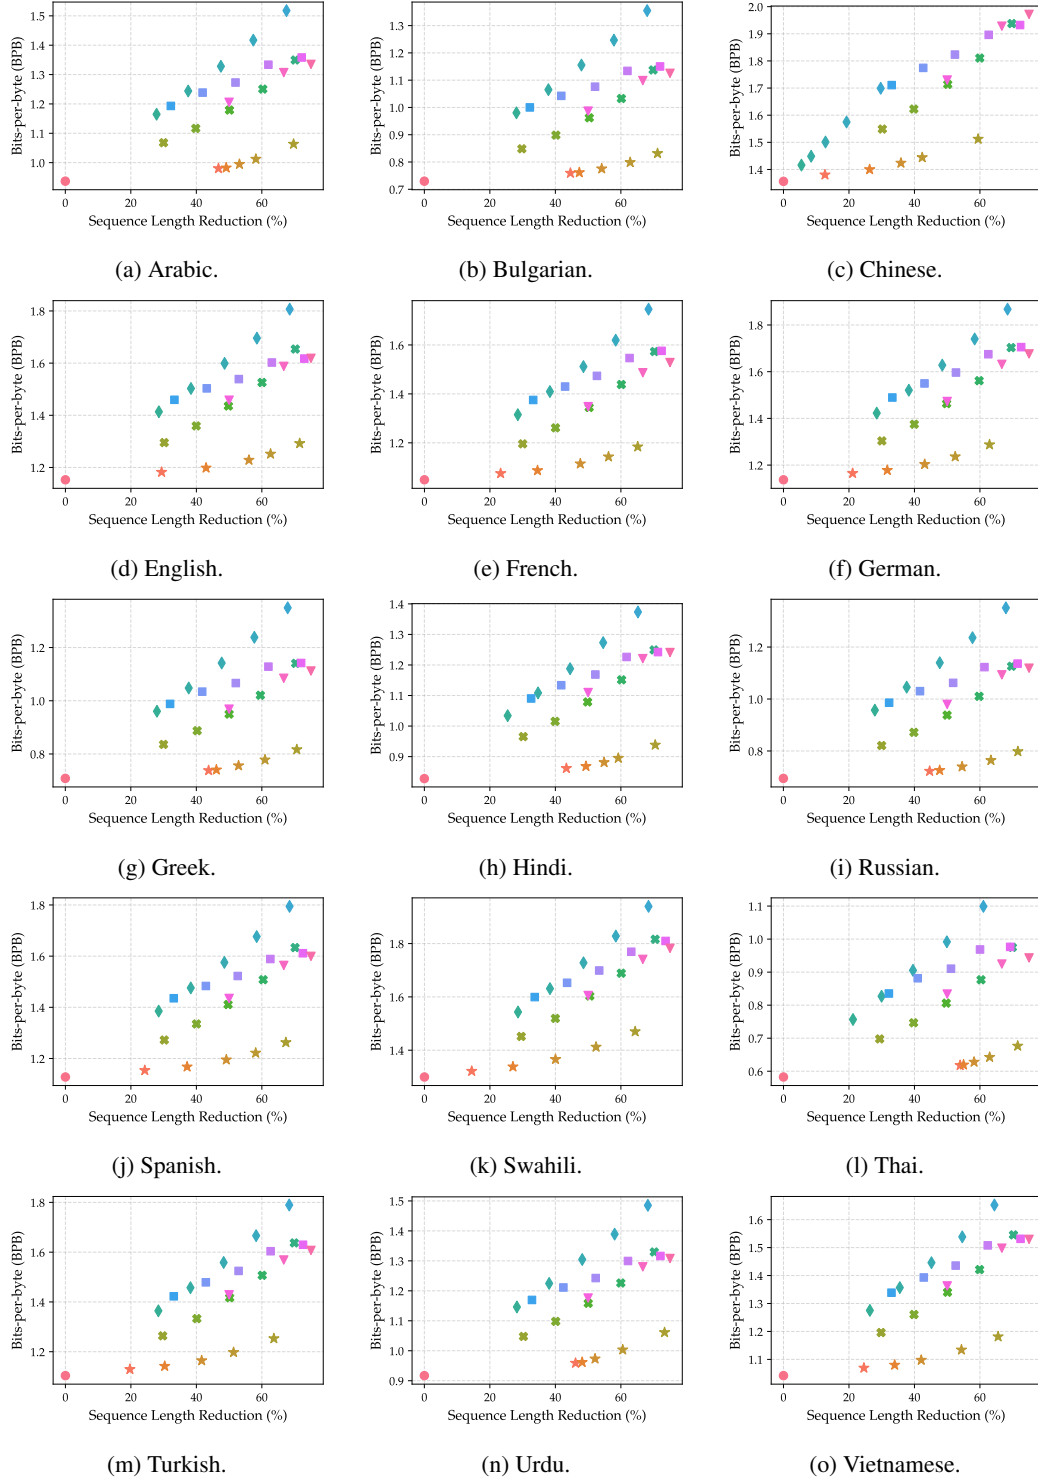 1.5
1.4
1.3
1.2
1.1
1.0
Bits-per-byte (BPB)
0 20 40 60
Sequence Length Reduction (%)
(a) Arabic.
1.3
1.2
1.1
1.0
0.9
0.8
0.7
Bits-per-byte (BPB)
0 20 40 60
Sequence Length Reduction (%)
(b) Bulgarian.
2.0
1.9
1.8
1.7
1.6
1.5
1.4
Bits-per-byte (BPB)
0 20 40 60
Sequence Length Reduction (%)
(c) Chinese.
1.8
1.6
1.4
1.2
Bits-per-byte (BPB)
0 20 40 60
Sequence Length Reduction (%)
(d) English.
1.6
1.4
1.2
Bits-per-byte (BPB)
0 20 40 60
Sequence Length Reduction (%)
(e) French.
1.8
1.6
1.4
1.2
Bits-per-byte (BPB)
0 20 40 60
Sequence Length Reduction (%)
(f) German.
1.2
1.0
0.8
Bits-per-byte (BPB)
0 20 40 60
Sequence Length Reduction (%)
(g) Greek.
1.4
1.3
1.2
1.1
1.0
0.9
Bits-per-byte (BPB)
0 20 40 60
Sequence Length Reduction (%)
(h) Hindi.
1.2
1.0
0.8
Bits-per-byte (BPB)
0 20 40 60
Sequence Length Reduction (%)
(i) Russian.
1.8
1.6
1.4
1.2
Bits-per-byte (BPB)
0 20 40 60
Sequence Length Reduction (%)
(j) Spanish.
1.8
1.6
1.4
Bits-per-byte (BPB)
0 20 40 60
Sequence Length Reduction (%)
(k) Swahili.
1.1
1.0
0.9
0.8
0.7
0.6
Bits-per-byte (BPB)
0 20 40 60
Sequence Length Reduction (%)
(l) Thai.
1.8
1.6
1.4
1.2
Bits-per-byte (BPB)
0 20 40 60
Sequence Length Reduction (%)
(m) Turkish.
1.5
1.4
1.3
1.2
1.1
1.0
0.9
Bits-per-byte (BPB)
0 20 40 60
Sequence Length Reduction (%)
(n) Urdu.
1.6
1.5
1.4
1.3
1.2
1.1
Bits-per-byte (BPB)
0 20 40 60
Sequence Length Reduction (%)
(o) Vietnamese.